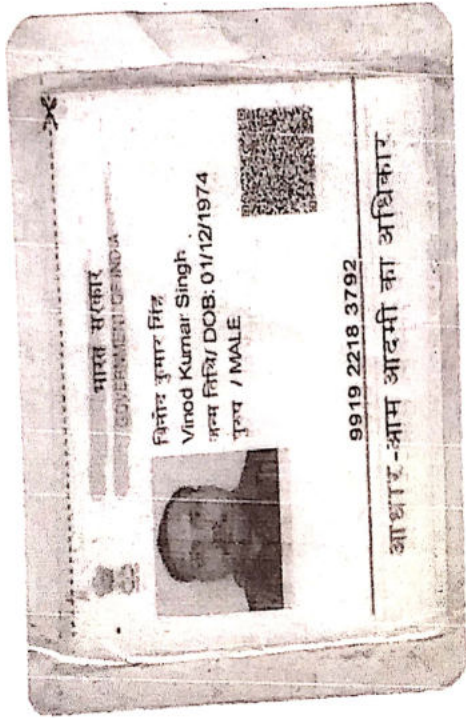 भारत सरकार
GOVERNMENT OF INDIA
विनोद कुमार सिंह
Vinod Kumar Singh
जन्म तिथि/ DOB: 01/12/1974
पुरुष / MALE
9919 2218 3792
आधार-आम आदमी का अधिकार